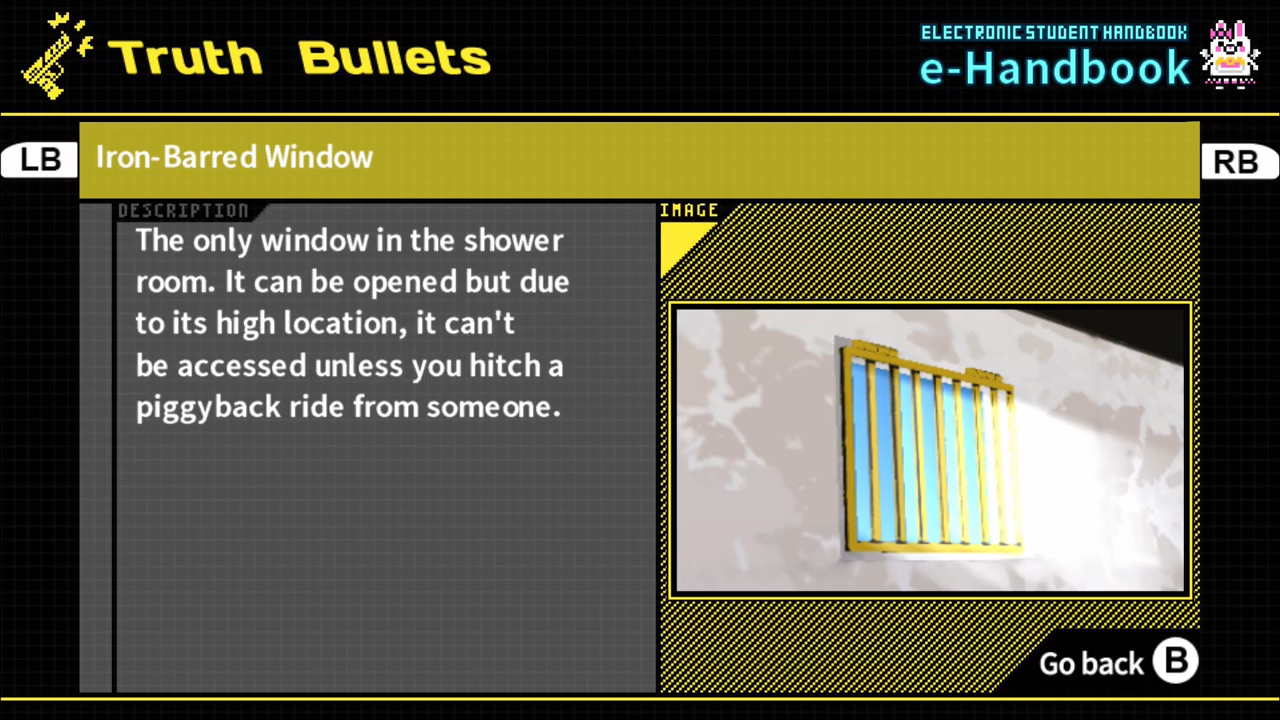 Truth Bullets
ELECTRONIC STUDENT HANDBOOK
e-Handbook
LB
Iron-Barred Window
RB
DESCRIPTION
The only window in the shower
room. It can be opened but due
to its high location, it can't
be accessed unless you hitch a
piggyback ride from someone.
IMAGE
Go back B